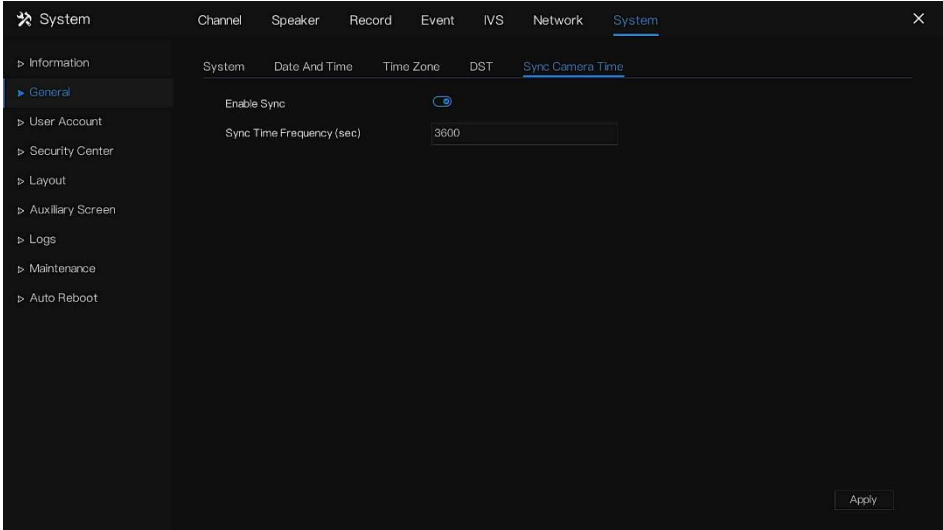 System
Channel Speaker Record Event IVS Network System
Information
General
User Account
Security Center
Layout
Auxiliary Screen
Logs
Maintenance
Auto Reboot
System Date And Time Time Zone DST Sync Camera Time
Enable Sync
Sync Time Frequency (sec) 3600
Apply